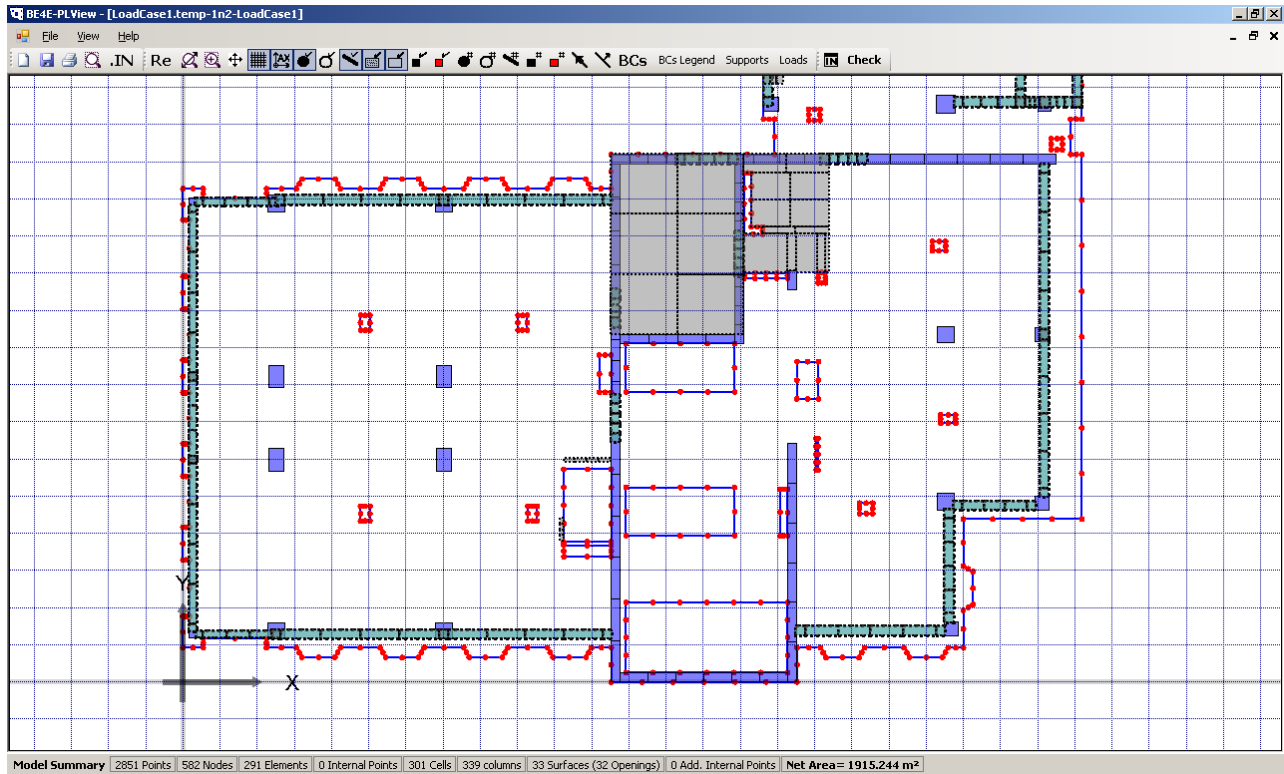 BE4E-PLView - [LoadCase1.temp-1n2-LoadCase1]
File View Help
.IN Re BCs BCs Legend Supports Loads IN Check
Y
X
Model Summary 2851 Points 582 Nodes 291 Elements 0 Internal Points 301 Cells 339 columns 33 Surfaces (32 Openings) 0 Add. Internal Points Net Area= 1915.244 m²